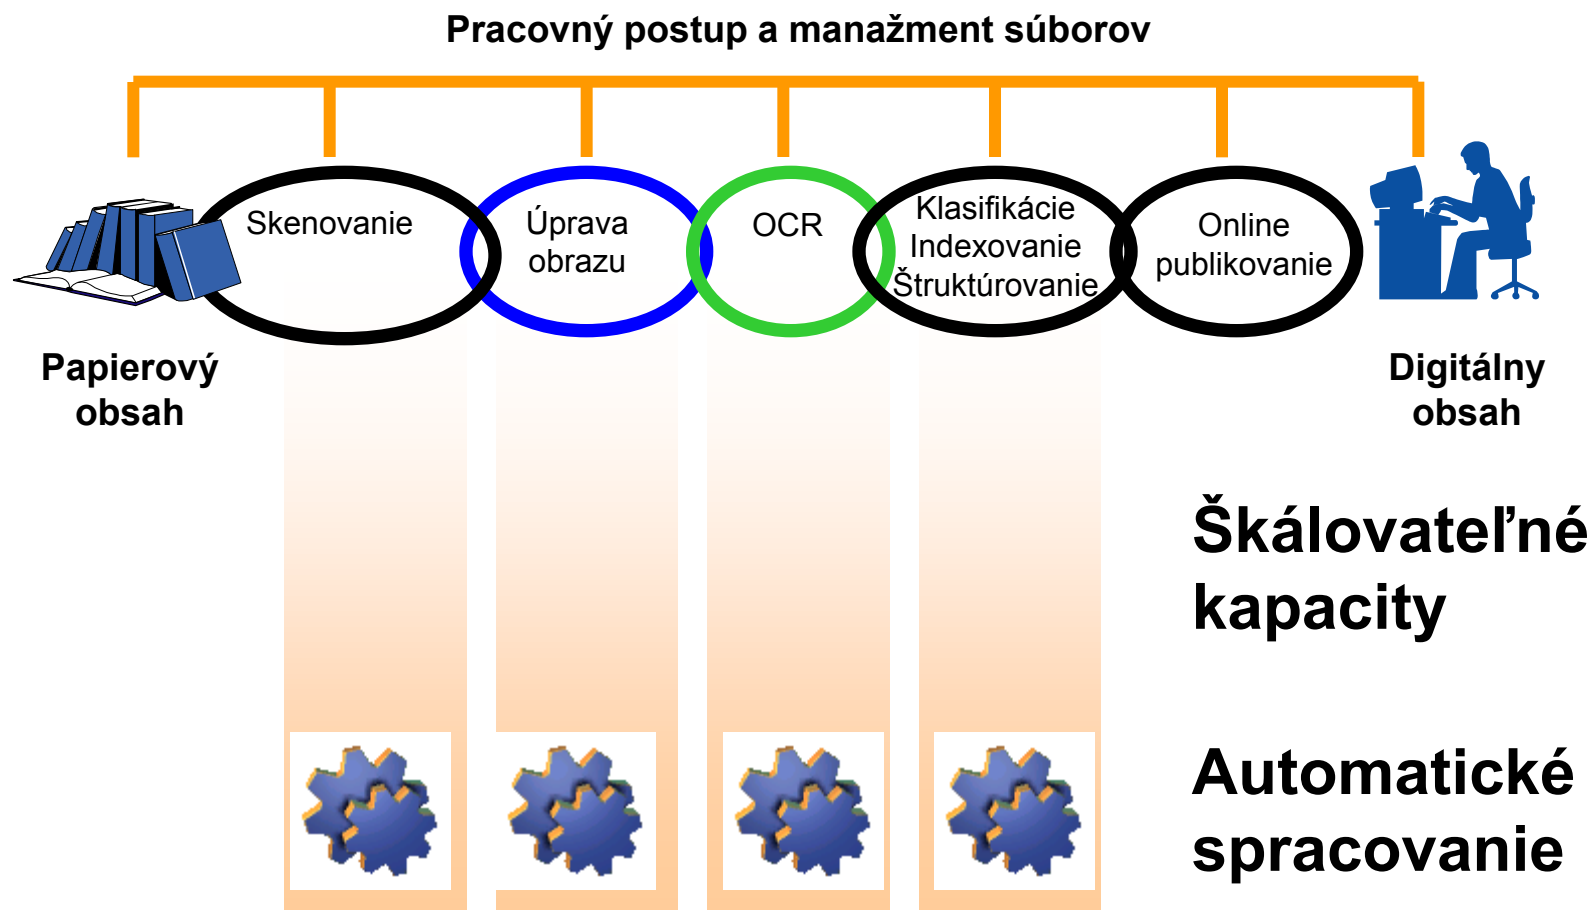 Pracovný postup a manažment súborov
Skenovanie
Úprava
obrazu
OCR
Klasifikácie
Indexovanie
Štruktúrovanie
Online
publikovanie
Papierový
obsah
Digitálny
obsah
Škálovateľné
kapacity
Automatické
spracovanie